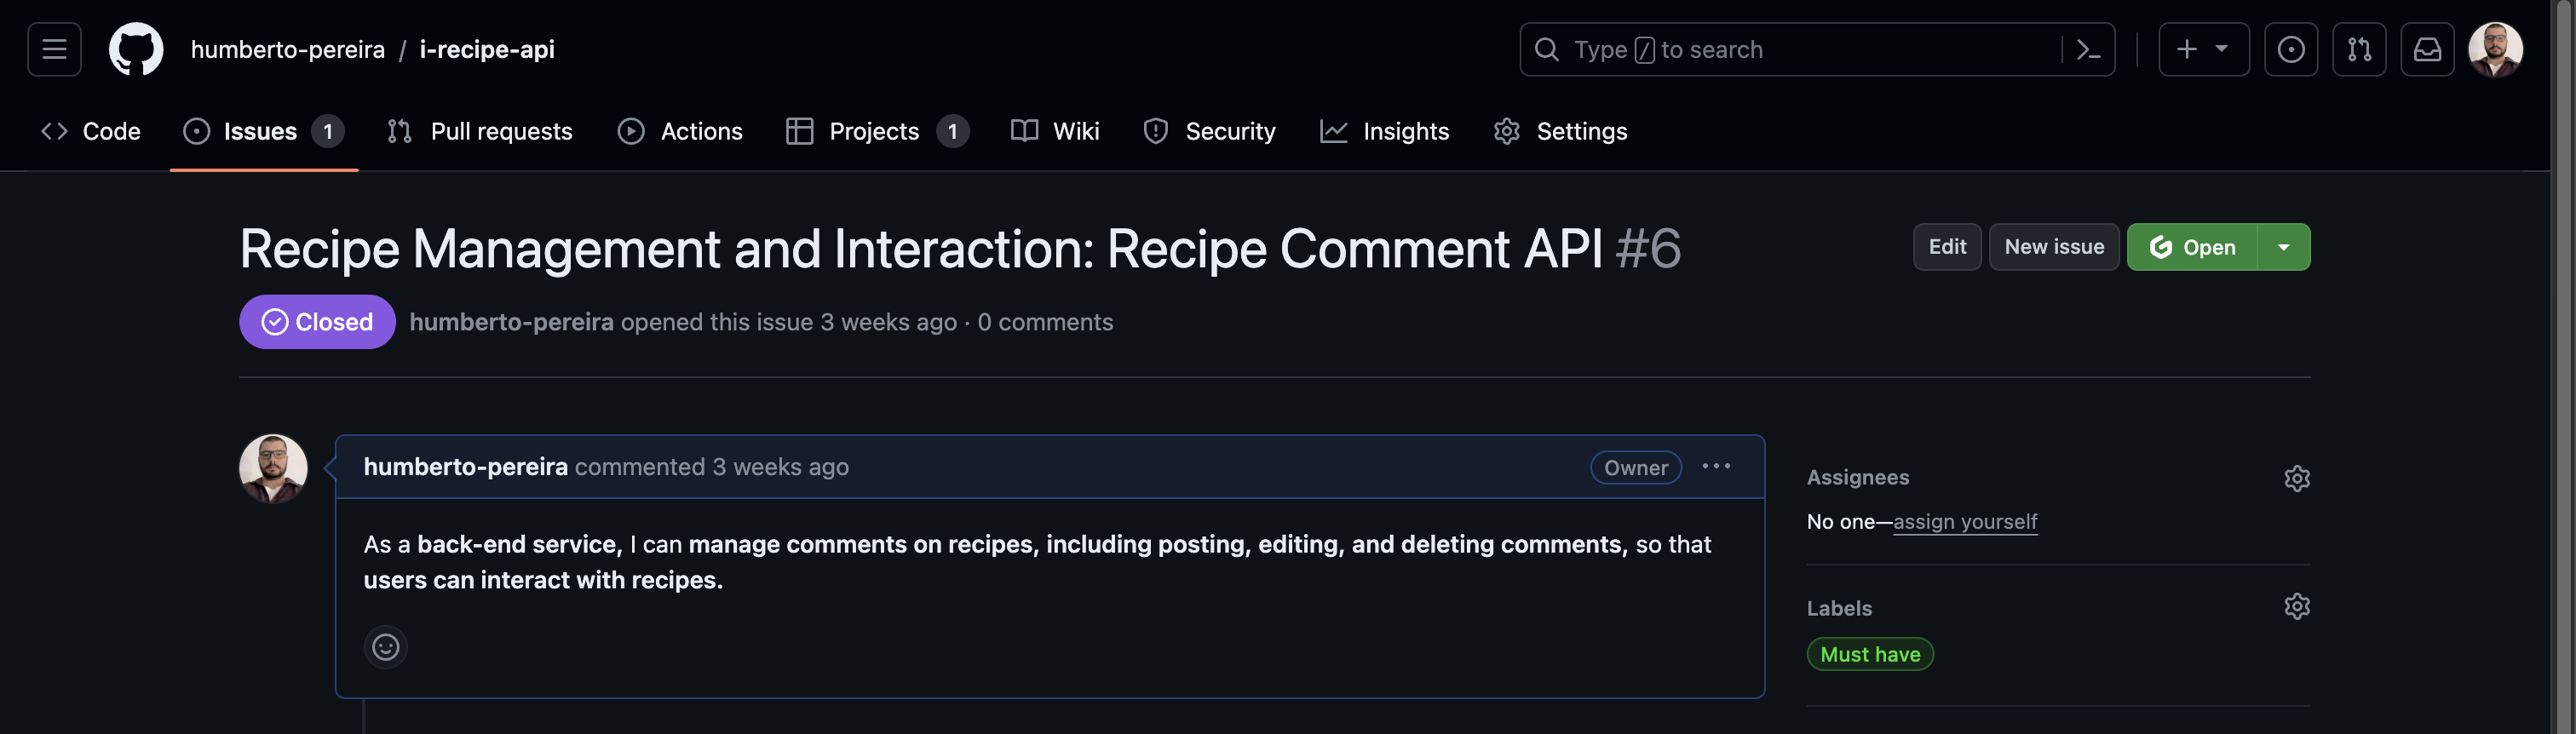 humberto-pereira / i-recipe-api
Type / to search
Code
Issues 1
Pull requests
Actions
Projects 1
Wiki
Security
Insights
Settings
Recipe Management and Interaction: Recipe Comment API #6
Edit
New issue
Open
Closed
humberto-pereira opened this issue 3 weeks ago · 0 comments
humberto-pereira commented 3 weeks ago
Owner
As a back-end service, I can manage comments on recipes, including posting, editing, and deleting comments, so that
users can interact with recipes.
Assignees
No one—assign yourself
Labels
Must have